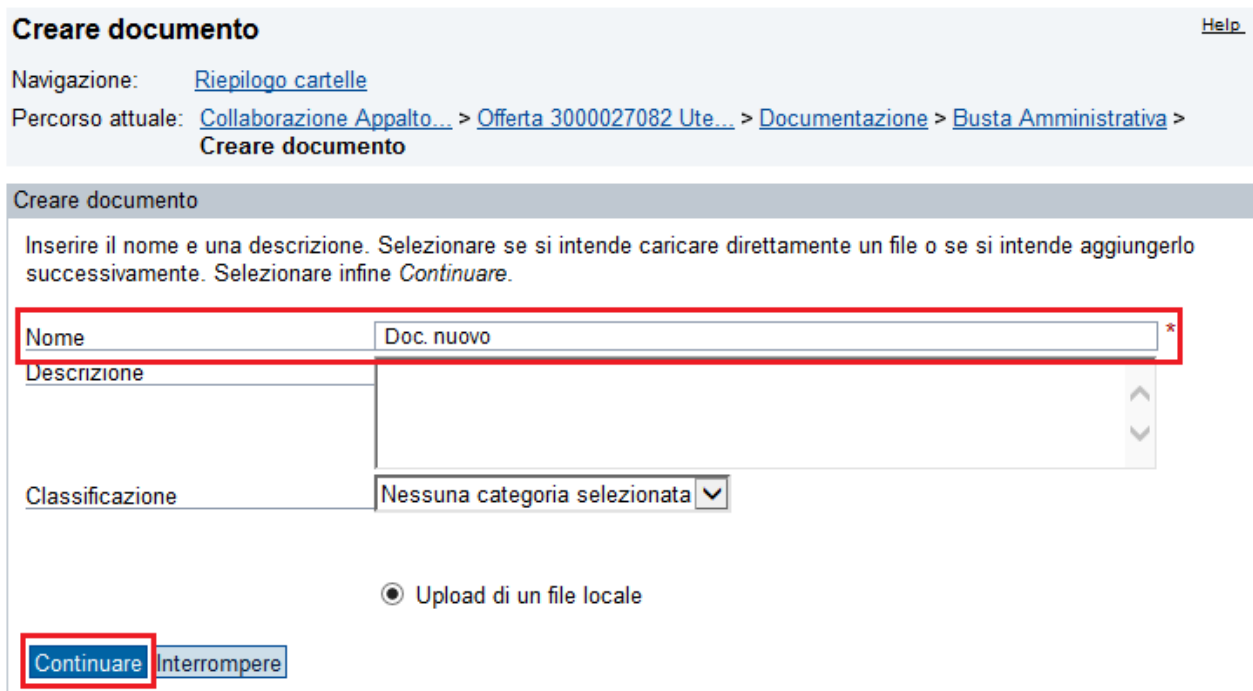 Creare documento
Help
Navigazione: Riepilogo cartelle
Percorso attuale: Collaborazione Appalto... > Offerta 3000027082 Ute... > Documentazione > Busta Amministrativa >
Creare documento
Creare documento
Inserire il nome e una descrizione. Selezionare se si intende caricare direttamente un file o se si intende aggiungerlo
successivamente. Selezionare infine Continuare.
Nome Doc. nuovo *
Descrizione
Classificazione Nessuna categoria selezionata
Upload di un file locale
Continuare Interrompere